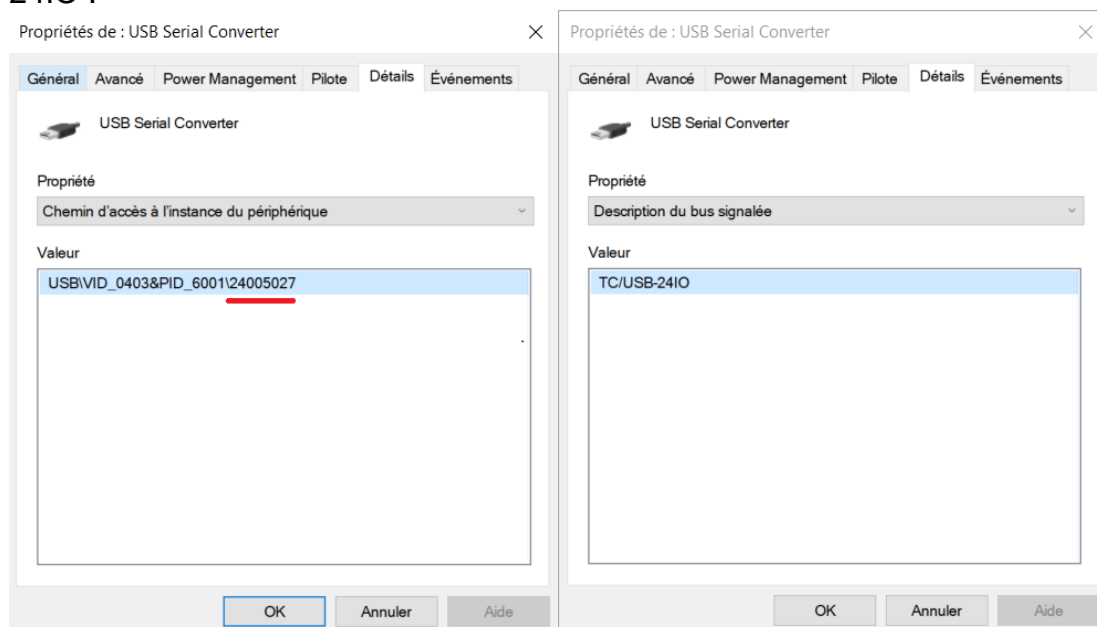 Propriétés de : USB Serial Converter
Général Avancé Power Management Pilote Détails Événements
USB Serial Converter
Propriété
Chemin d'accès à l'instance du périphérique
Valeur
USB\VID_0403&PID_6001\24005027
OK Annuler Aide
Propriétés de : USB Serial Converter
Général Avancé Power Management Pilote Détails Événements
USB Serial Converter
Propriété
Description du bus signalée
Valeur
TC/USB-24IO
OK Annuler Aide